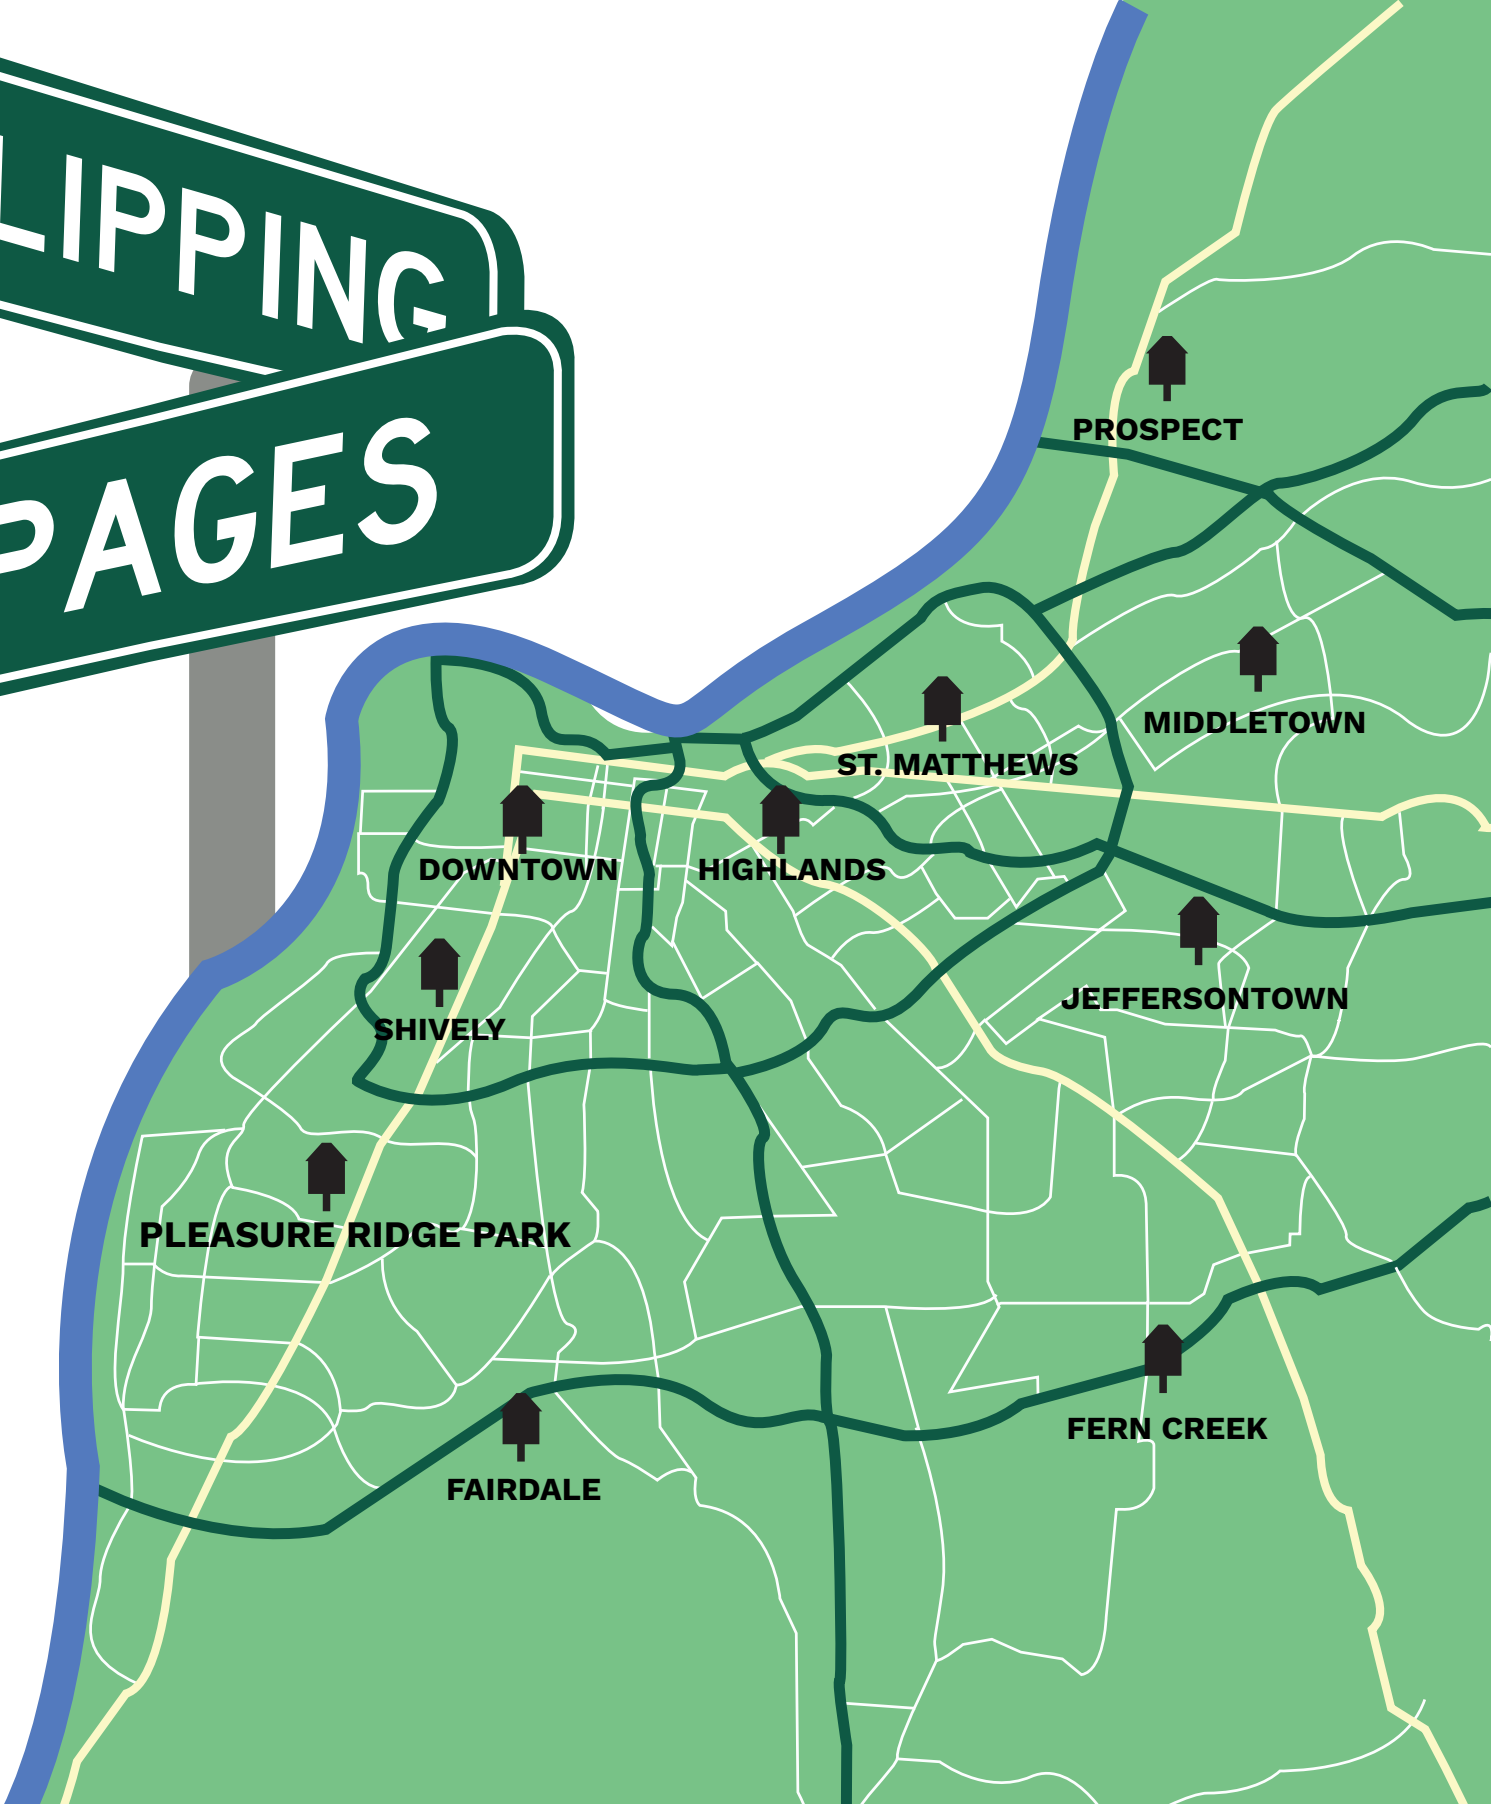 LIPPING
PAGES
PROSPECT
MIDDLETOWN
ST. MATTHEWS
DOWNTOWN
HIGHLANDS
JEFFERSONTOWN
SHIVELY
PLEASURE RIDGE PARK
FERN CREEK
FAIRDALE